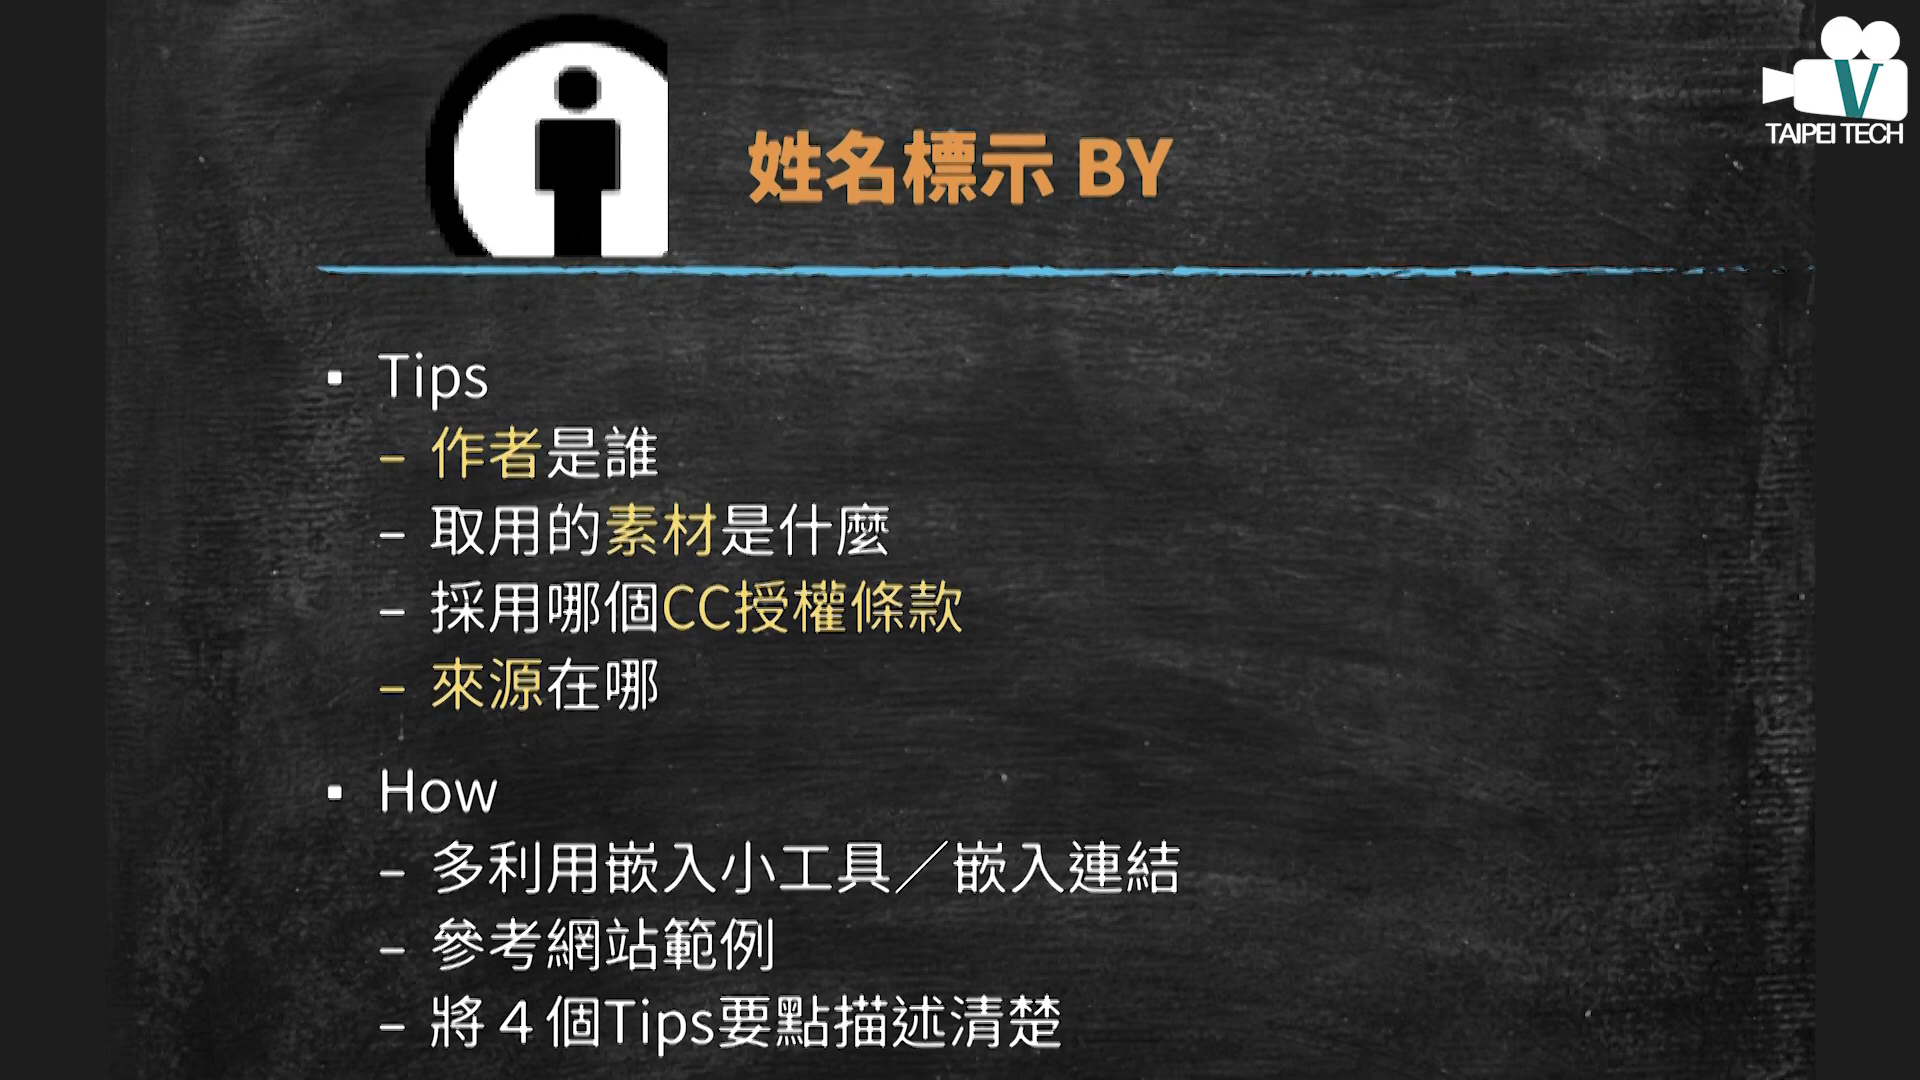 V
TAIPEI TECH
姓名標示 BY
▪ Tips
– 作者是誰
– 取用的素材是什麼
– 採用哪個CC授權條款
– 來源在哪
▪ How
– 多利用嵌入小工具／嵌入連結
– 參考網站範例
– 將４個Tips要點描述清楚